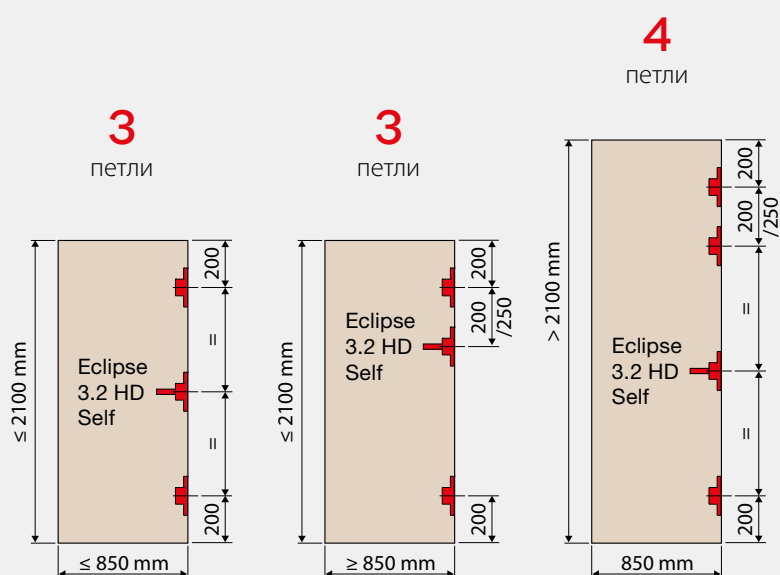 3
петли
≤ 2100 mm
Eclipse
3.2 HD
Self
200
=
=
200
≤ 850 mm
3
петли
≤ 2100 mm
Eclipse
3.2 HD
Self
200
200
/250
200
≥ 850 mm
4
петли
> 2100 mm
Eclipse
3.2 HD
Self
200
200
/250
=
=
200
850 mm